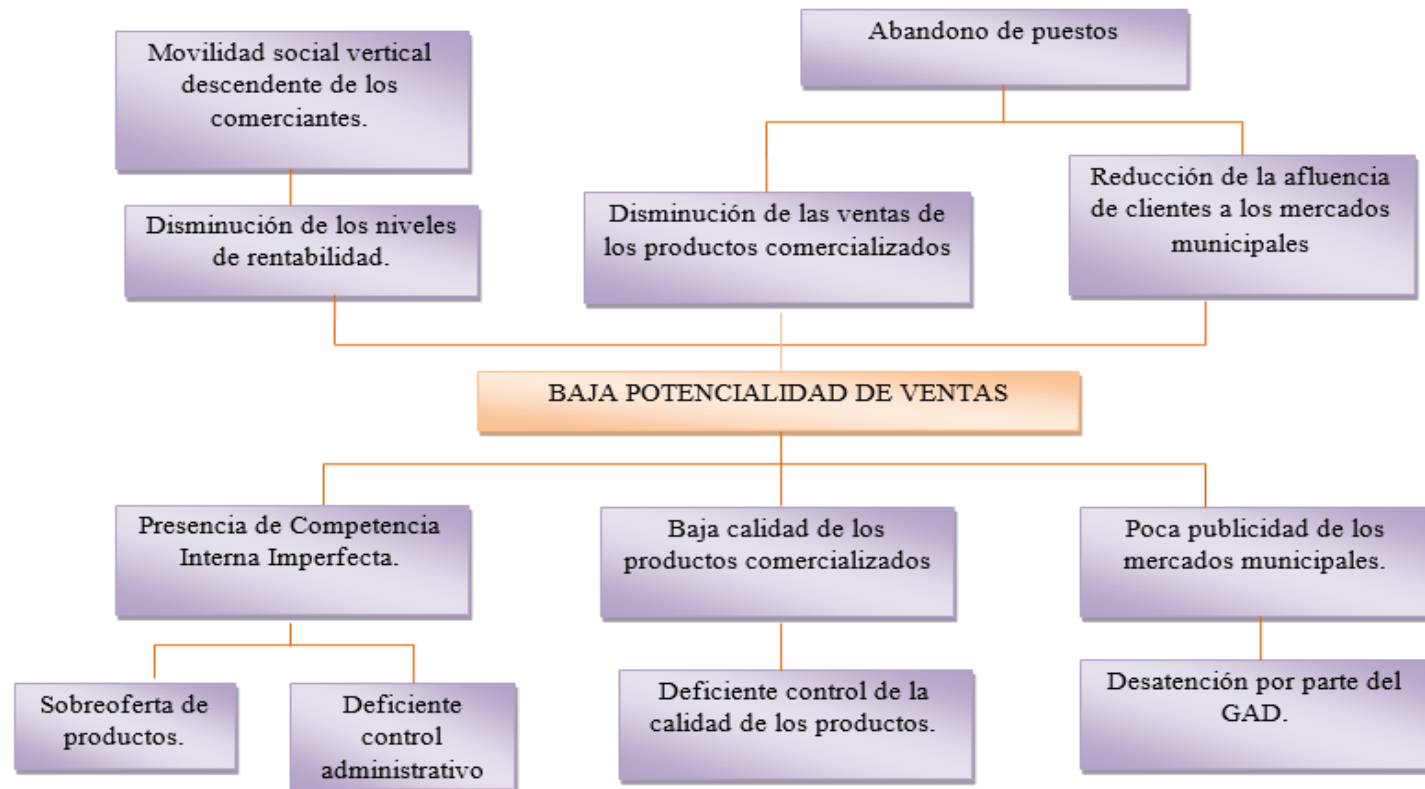 Movilidad social vertical
descendente de los
comerciantes.
Abandono de puestos
Disminución de los niveles
de rentabilidad.
Disminución de las ventas de
los productos comercializados
Reducción de la afluencia
de clientes a los mercados
municipales
BAJA POTENCIALIDAD DE VENTAS
Presencia de Competencia
Interna Imperfecta.
Baja calidad de los
productos comercializados
Poca publicidad de los
mercados municipales.
Sobreoferta de
productos.
Deficiente
control
administrativo
Deficiente control de la
calidad de los productos.
Desatención por parte del
GAD.